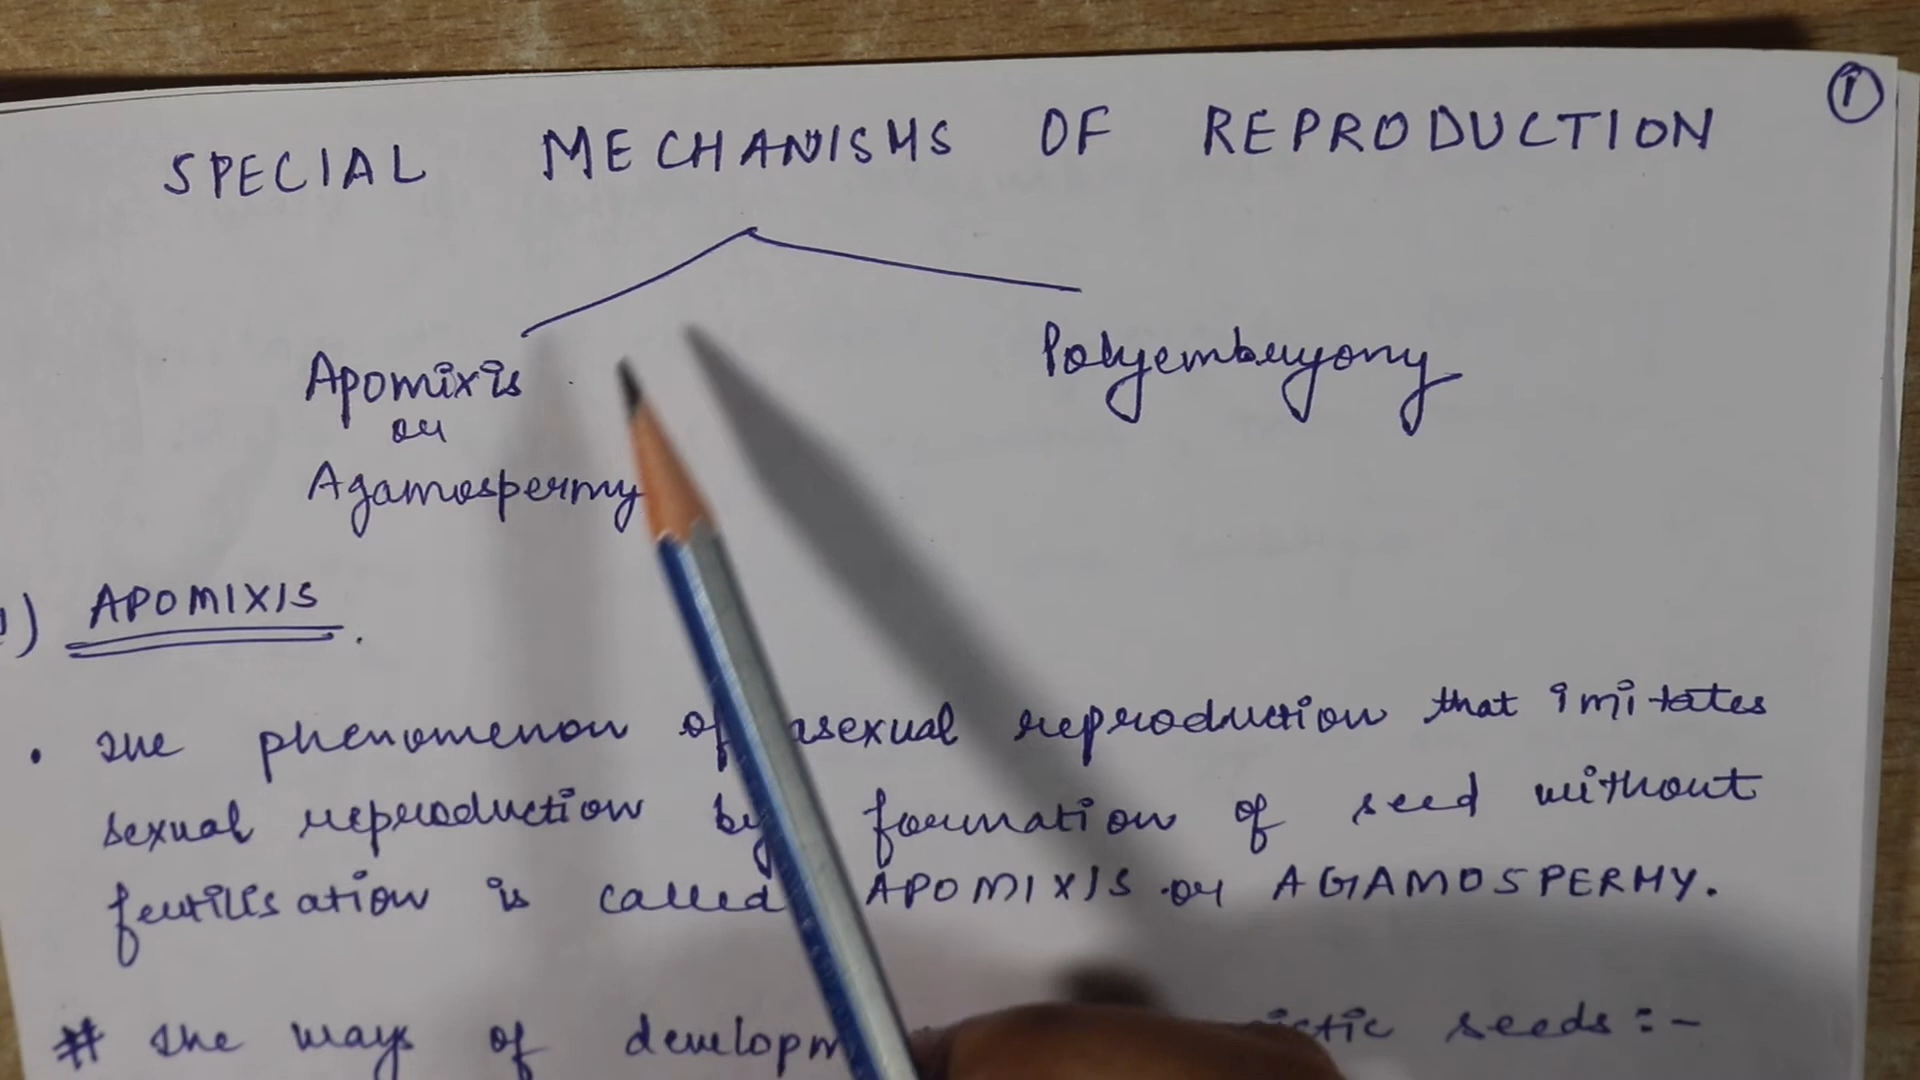 1
SPECIAL MECHANISMS OF REPRODUCTION
Apomixis
or
Agamospermy
Polyembryony
) APOMIXIS.
• The phenomenon of asexual reproduction that imitates
sexual reproduction by formation of seed without
fertilisation is called APOMIXIS or AGAMOSPERMY.
# The ways of developm seeds:-